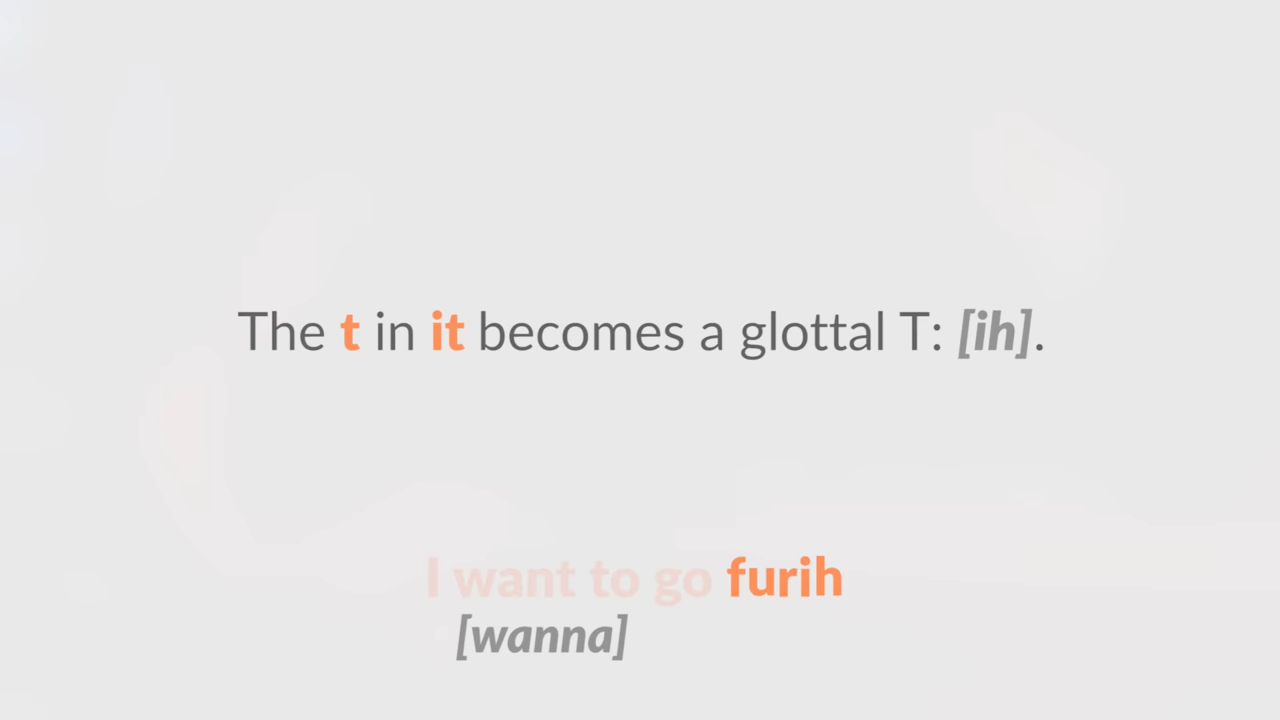 The t in it becomes a glottal T: [ih].
I want to go furih
[wanna]